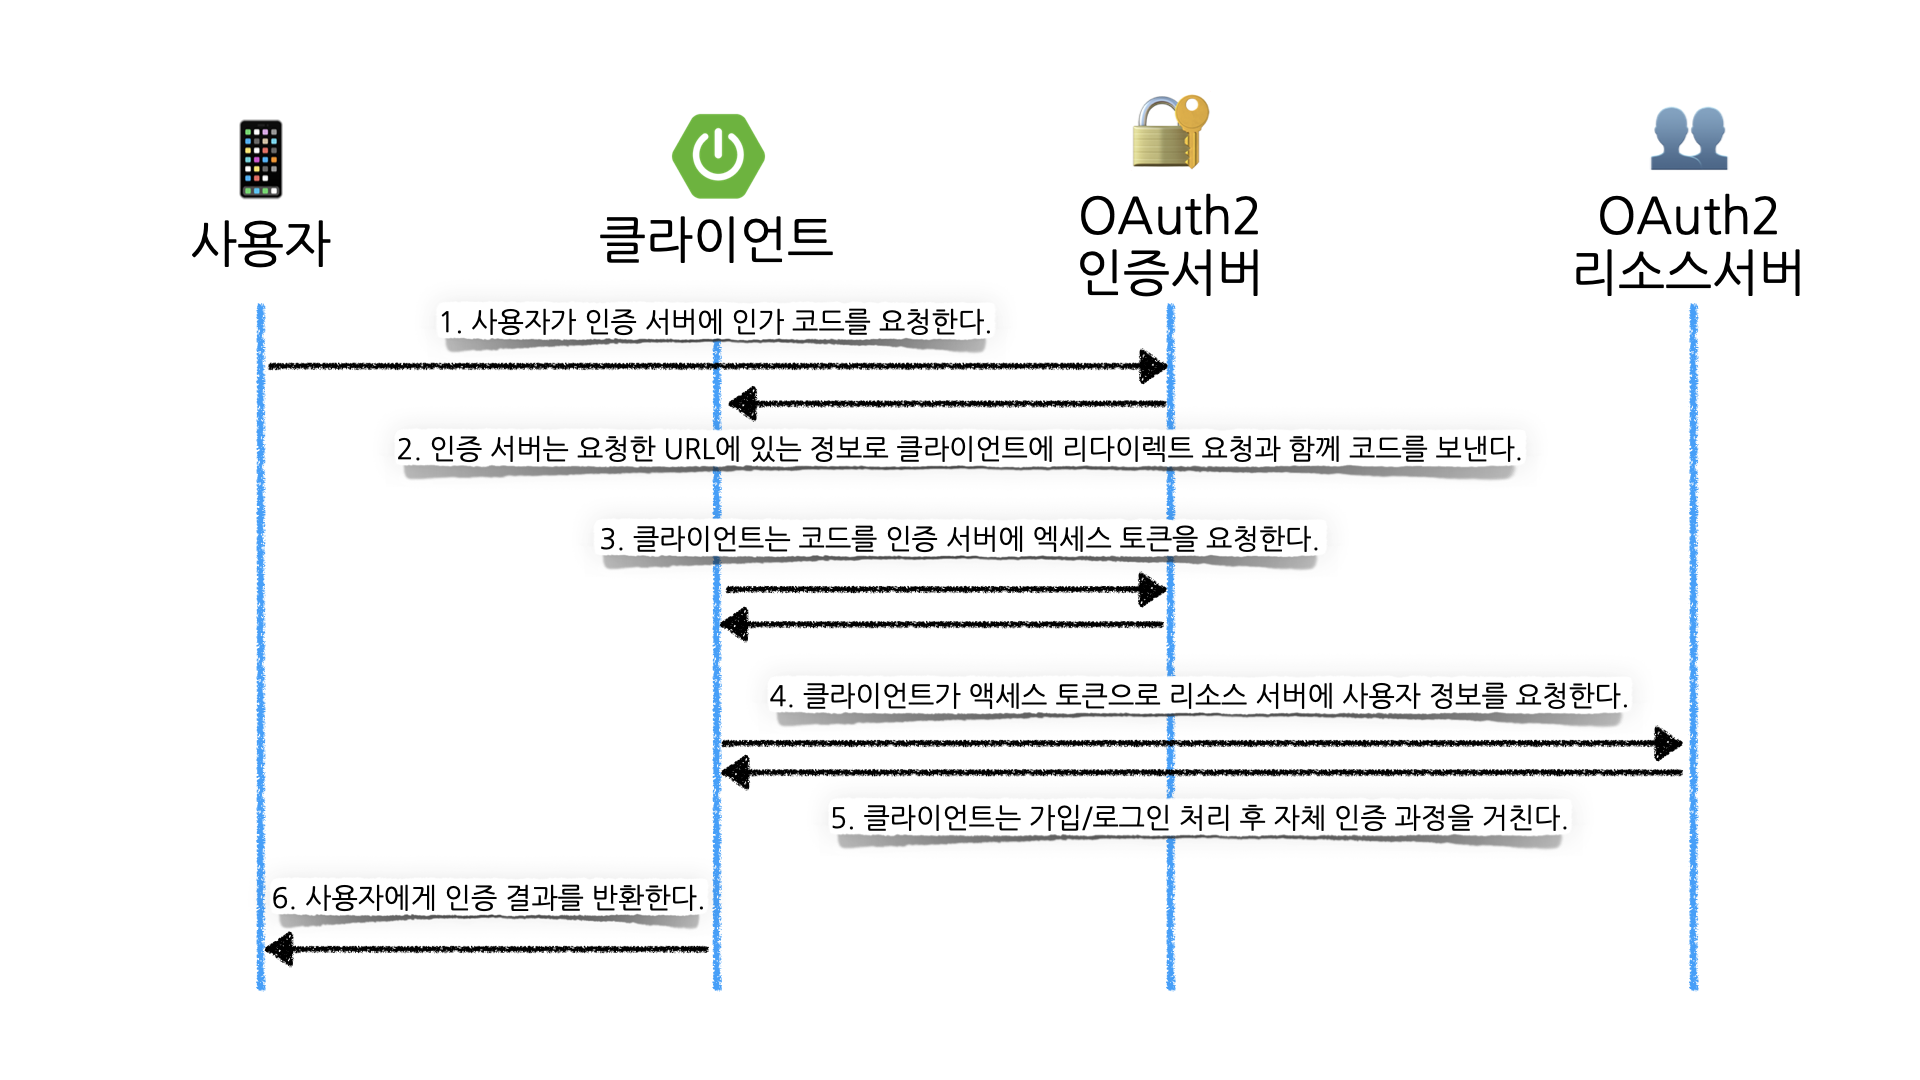 사용자
클라이언트
OAuth2
인증서버
OAuth2
리소스서버
1. 사용자가 인증 서버에 인가 코드를 요청한다.
2. 인증 서버는 요청한 URL에 있는 정보로 클라이언트에 리다이렉트 요청과 함께 코드를 보낸다.
3. 클라이언트는 코드를 인증 서버에 엑세스 토큰을 요청한다.
4. 클라이언트가 액세스 토큰으로 리소스 서버에 사용자 정보를 요청한다.
5. 클라이언트는 가입/로그인 처리 후 자체 인증 과정을 거친다.
6. 사용자에게 인증 결과를 반환한다.